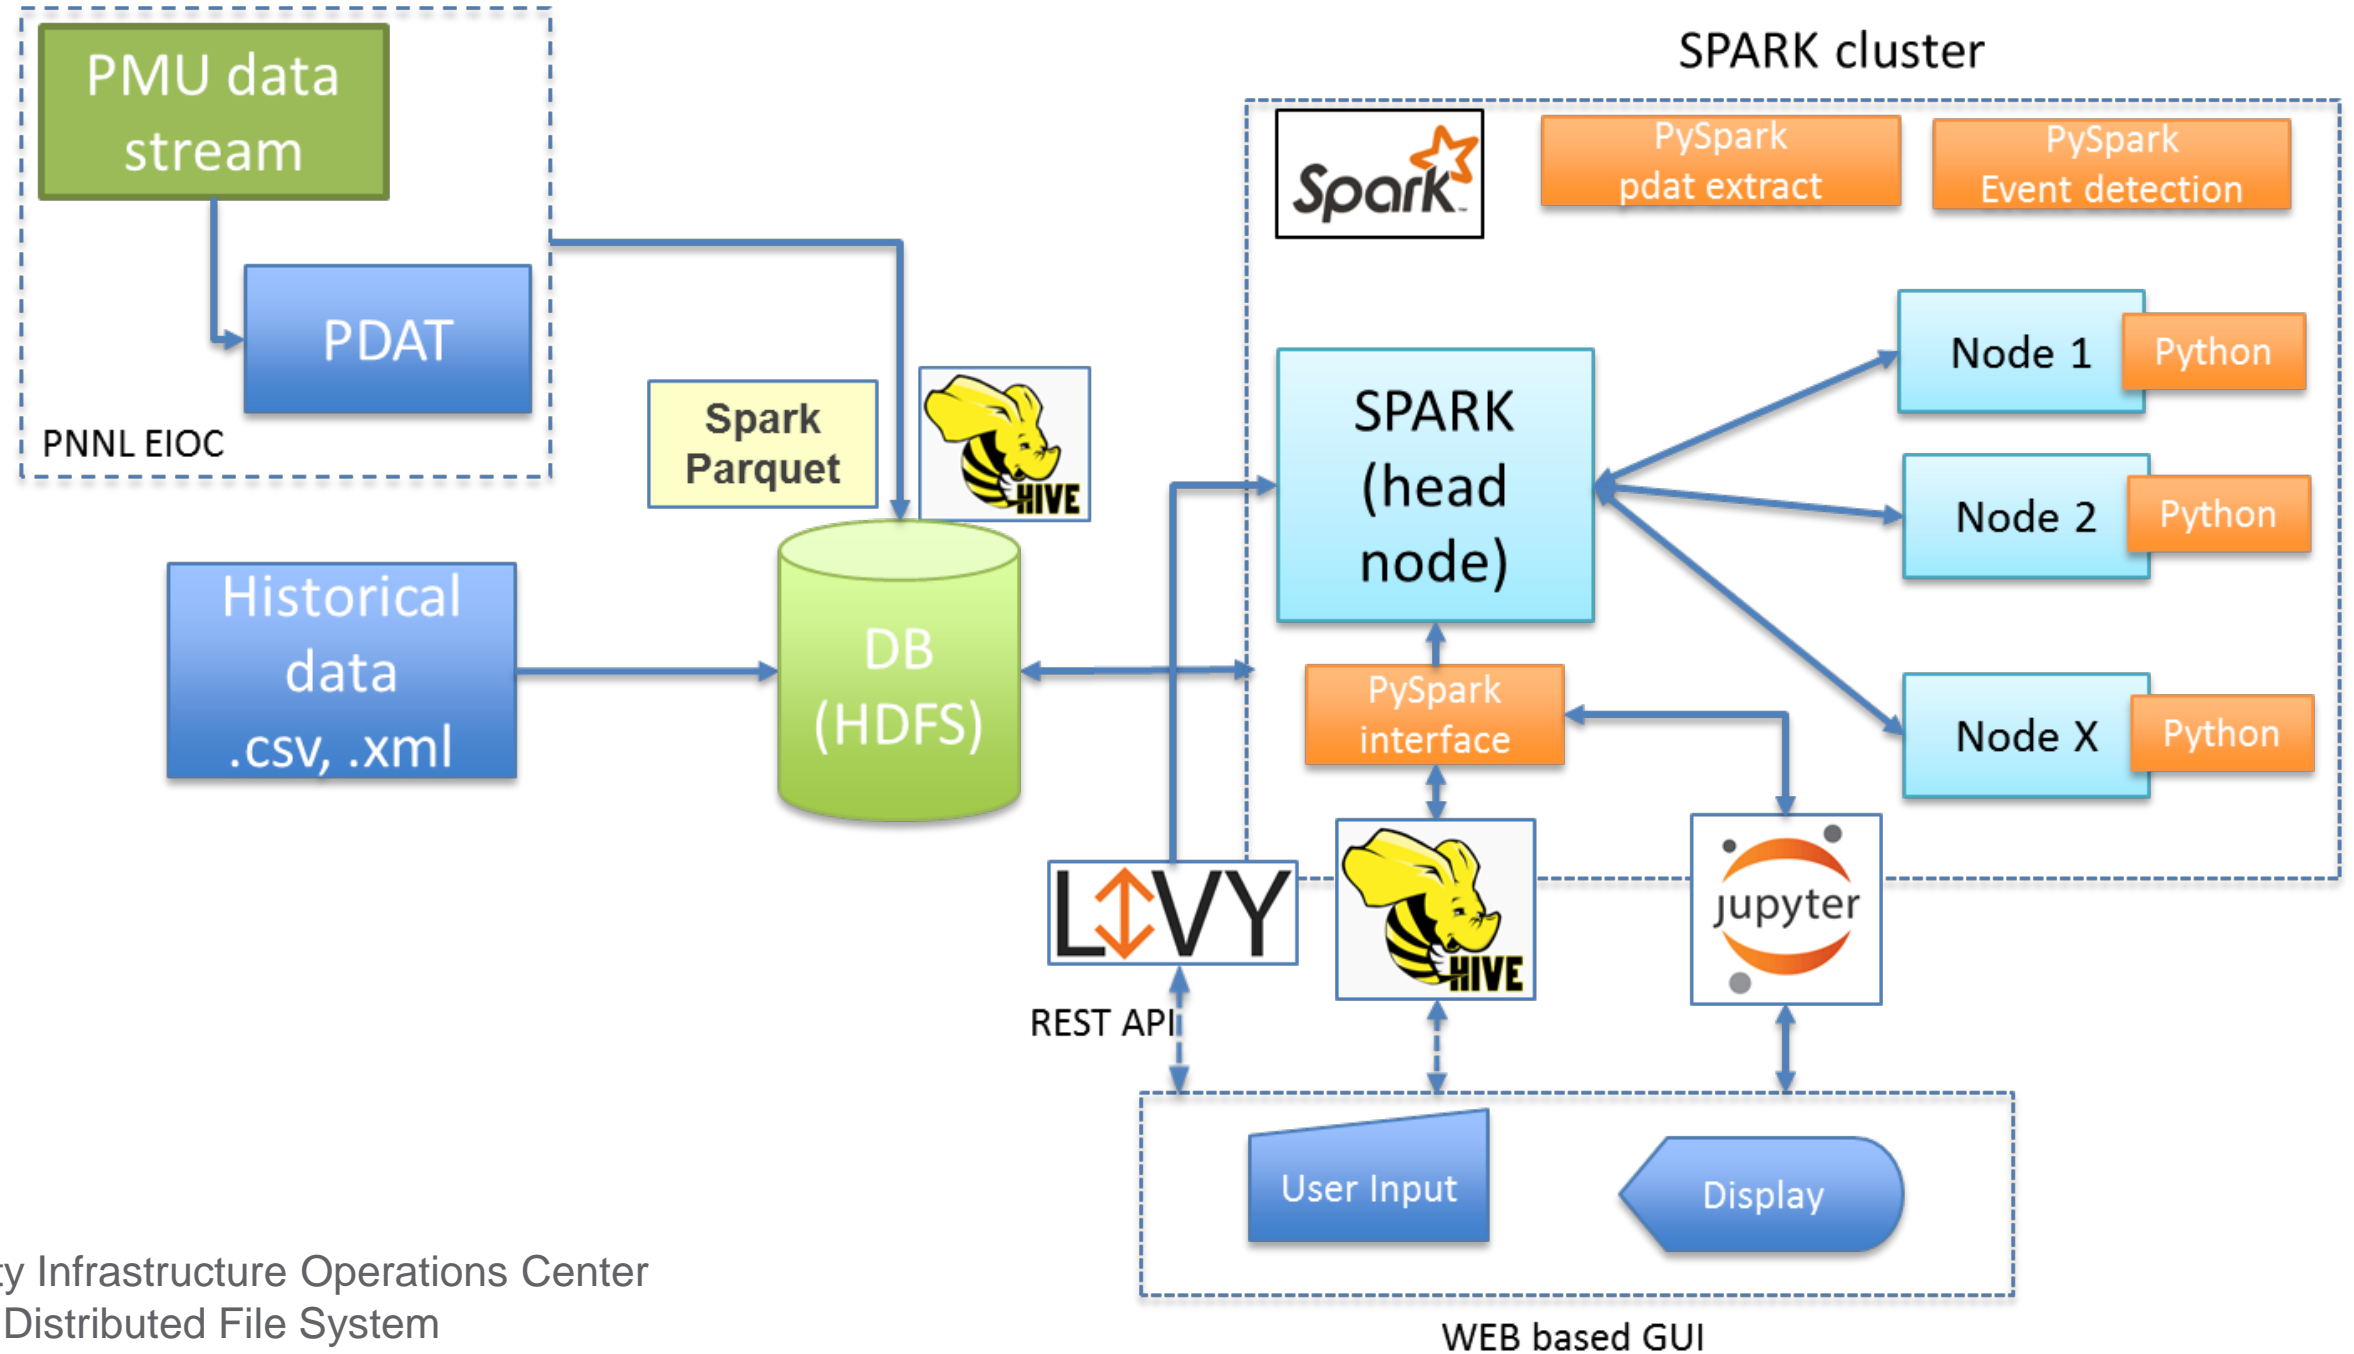 PMU data
stream
PDAT
PNNL EIOC
Historical
data
.csv, .xml
Spark
Parquet
HIVE
DB
(HDFS)
SPARK cluster
Spark
PySpark
pdat extract
PySpark
Event detection
SPARK
(head
node)
Node 1
Python
Node 2
Python
Node X
Python
PySpark
interface
LIVY
HIVE
jupyter
REST API
User Input
Display
WEB based GUI
ty Infrastructure Operations Center
Distributed File System